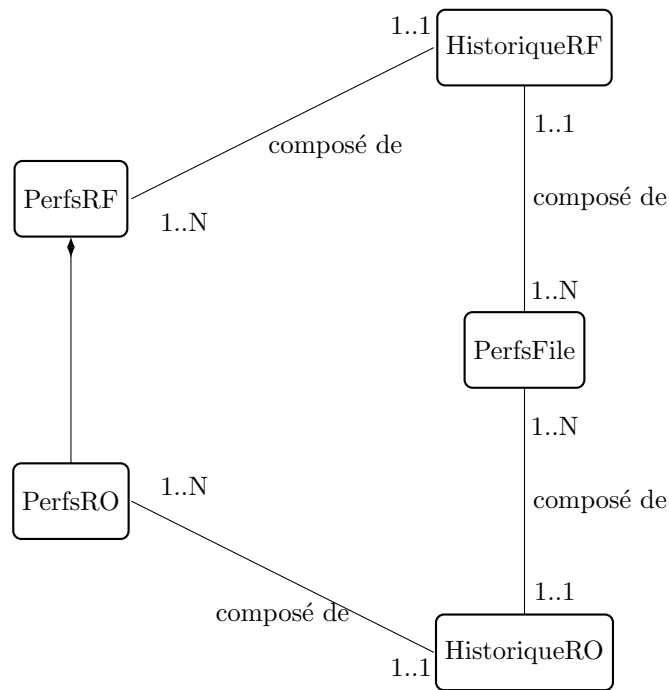 1..1
HistoriqueRF
1..1
composé de
PerfsRF
composé de
1..N
1..N
PerfsFile
1..N
1..N
PerfsRO
composé de
1..1
composé de
HistoriqueRO
1..1